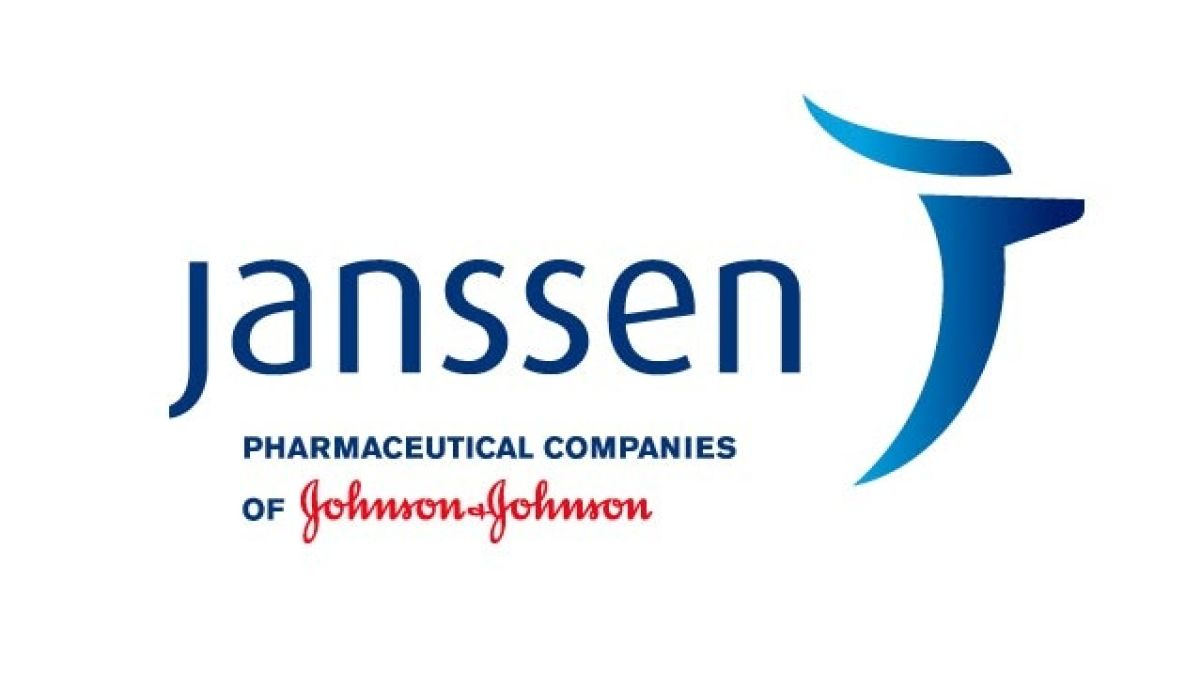 Janssen
PHARMACEUTICAL COMPANIES
OF Johnson & Johnson